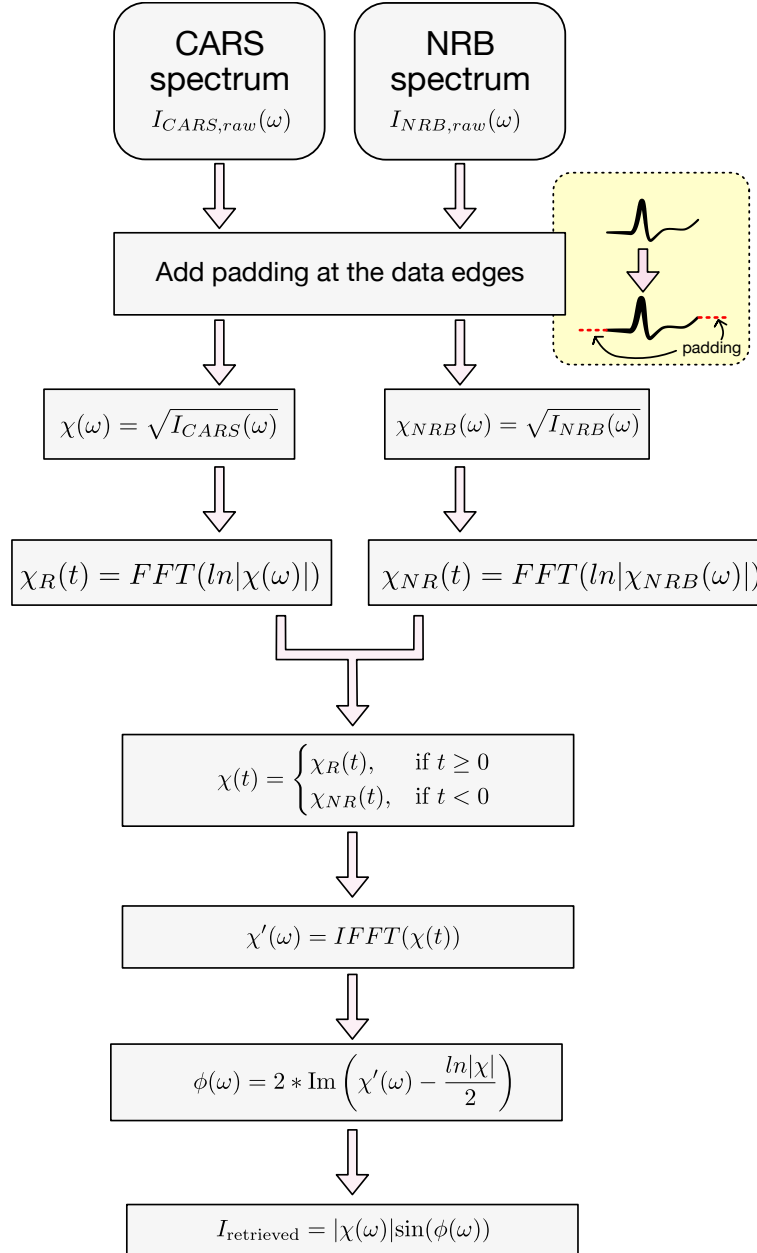 CARS
spectrum
I_{CARS,raw}(ω)
NRB
spectrum
I_{NRB,raw}(ω)
Add padding at the data edges
padding
χ(ω) = √I_{CARS}(ω)
χ_{NRB}(ω) = √I_{NRB}(ω)
χ_R(t) = FFT(ln|χ(ω)|)
χ_{NR}(t) = FFT(ln|χ_{NRB}(ω)|)
χ(t) = { χ_R(t), if t ≥ 0
χ_{NR}(t), if t < 0
χ′(ω) = IFFT(χ(t))
ϕ(ω) = 2 * Im (χ′(ω) − ln|χ| / 2)
I_{retrieved} = |χ(ω)|sin(ϕ(ω))